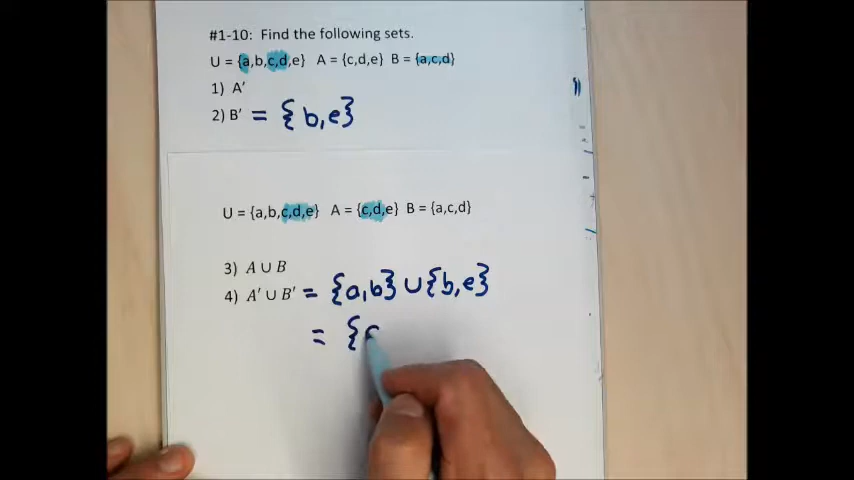 #1-10: Find the following sets.
U = {a,b,c,d,e} A = {c,d,e} B = {a,c,d}
1) A′
2) B′ = {b,e}
U = {a,b,c,d,e} A = {c,d,e} B = {a,c,d}
3) A ∪ B
4) A′ ∪ B′ = {a,b} ∪ {b,e}
= {